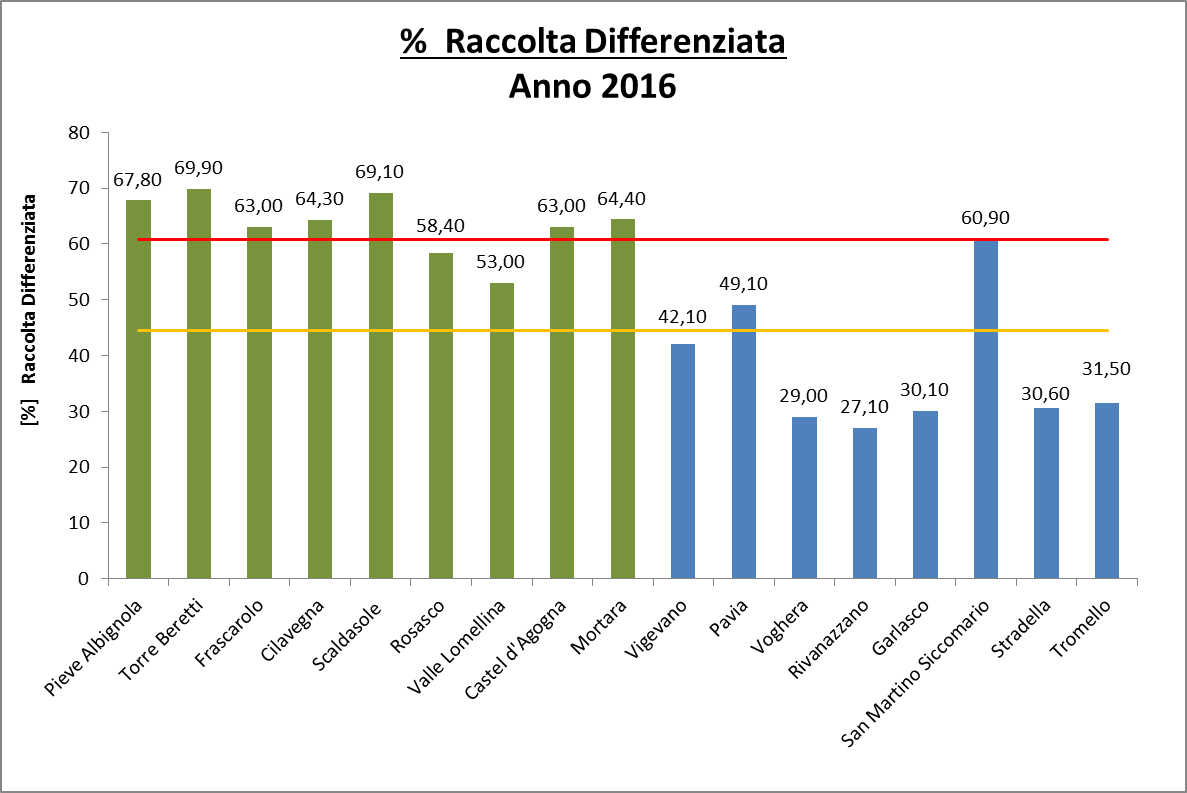 %  Raccolta Differenziata
Anno 2016
[%]  Raccolta Differenziata
80
70
60
50
40
30
20
10
0
67,80
69,90
63,00
64,30
69,10
58,40
53,00
63,00
64,40
42,10
49,10
29,00
27,10
30,10
60,90
30,60
31,50
Pieve Albignola
Torre Beretti
Frascarolo
Cilavegna
Scaldasole
Rosasco
Valle Lomellina
Castel d'Agogna
Mortara
Vigevano
Pavia
Voghera
Rivanazzano
Garlasco
San Martino Siccomario
Stradella
Tromello